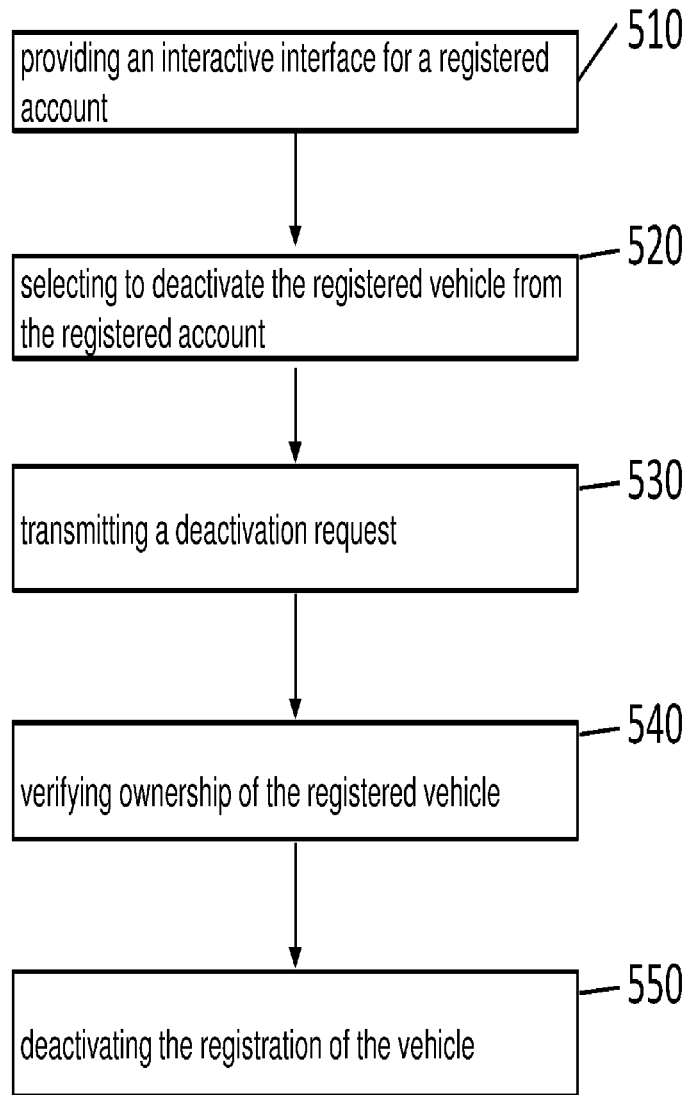 510
providing an interactive interface for a registered
account
520
selecting to deactivate the registered vehicle from
the registered account
530
transmitting a deactivation request
540
verifying ownership of the registered vehicle
550
deactivating the registration of the vehicle